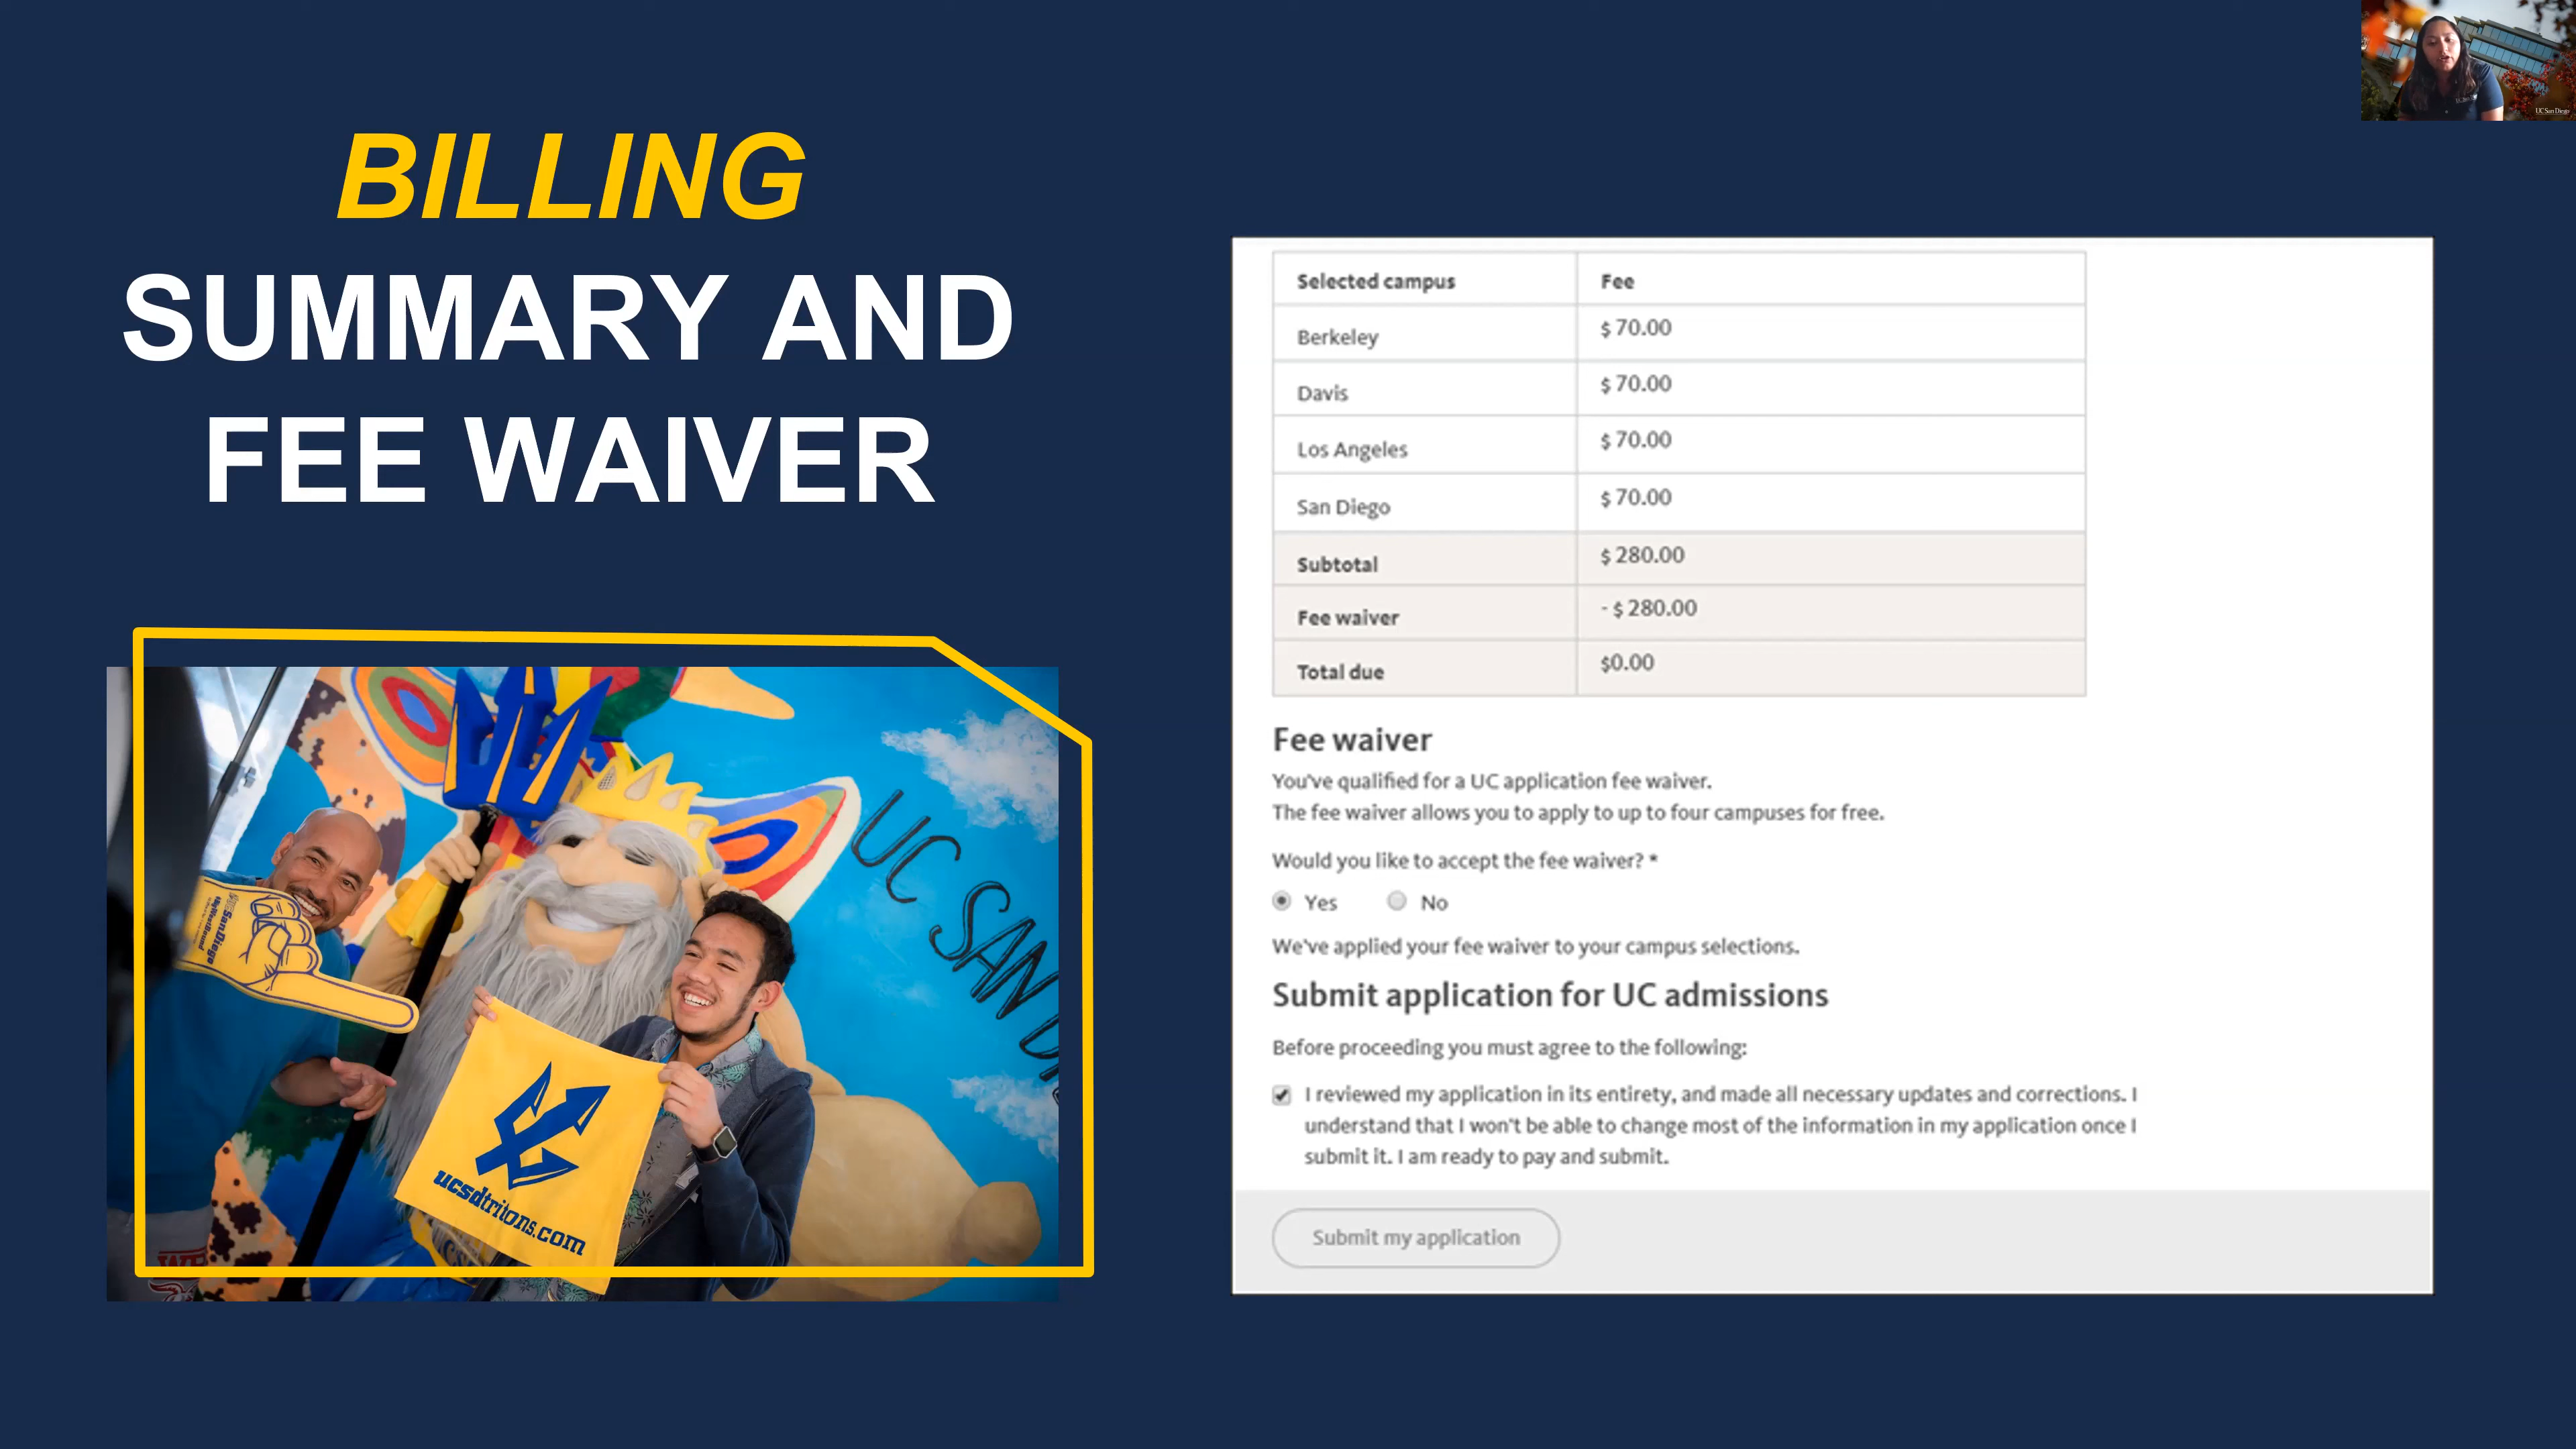 BILLING
SUMMARY AND
FEE WAIVER
UC San Diego
Selected campus Fee
Berkeley $ 70.00
Davis $ 70.00
Los Angeles $ 70.00
San Diego $ 70.00
Subtotal $ 280.00
Fee waiver - $ 280.00
Total due $0.00
Fee waiver
You've qualified for a UC application fee waiver.
The fee waiver allows you to apply to up to four campuses for free.
Would you like to accept the fee waiver? *
Yes No
We've applied your fee waiver to your campus selections.
Submit application for UC admissions
Before proceeding you must agree to the following:
I reviewed my application in its entirety, and made all necessary updates and corrections. I
understand that I won't be able to change most of the information in my application once I
submit it. I am ready to pay and submit.
Submit my application
UC SAN
UCSanDiego
ucsdtritons.com